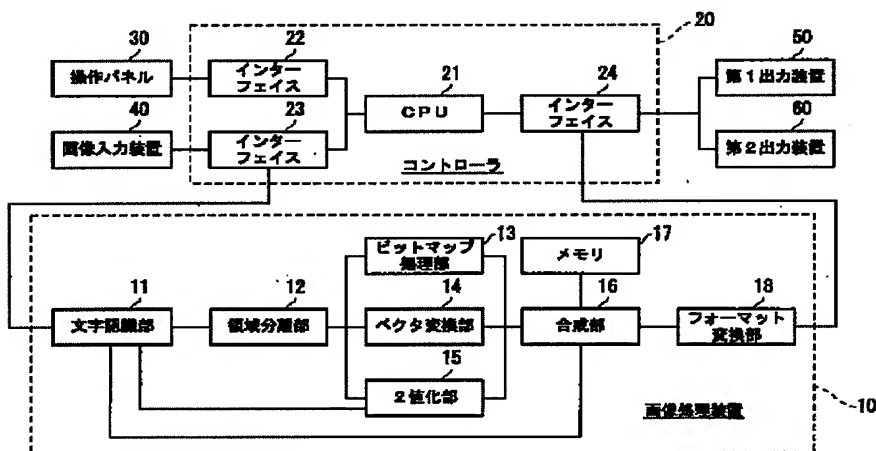 20
30
操作パネル
22
インター
フェイス
21
CPU
24
インター
フェイス
50
第1出力装置
40
画像入力装置
23
インター
フェイス
60
第2出力装置
コントローラ
13
ビットマップ
処理部
17
メモリ
11
文字認識部
12
領域分離部
14
ベクタ変換部
16
合成部
18
フォーマット
変換部
15
2値化部
画像処理装置
10